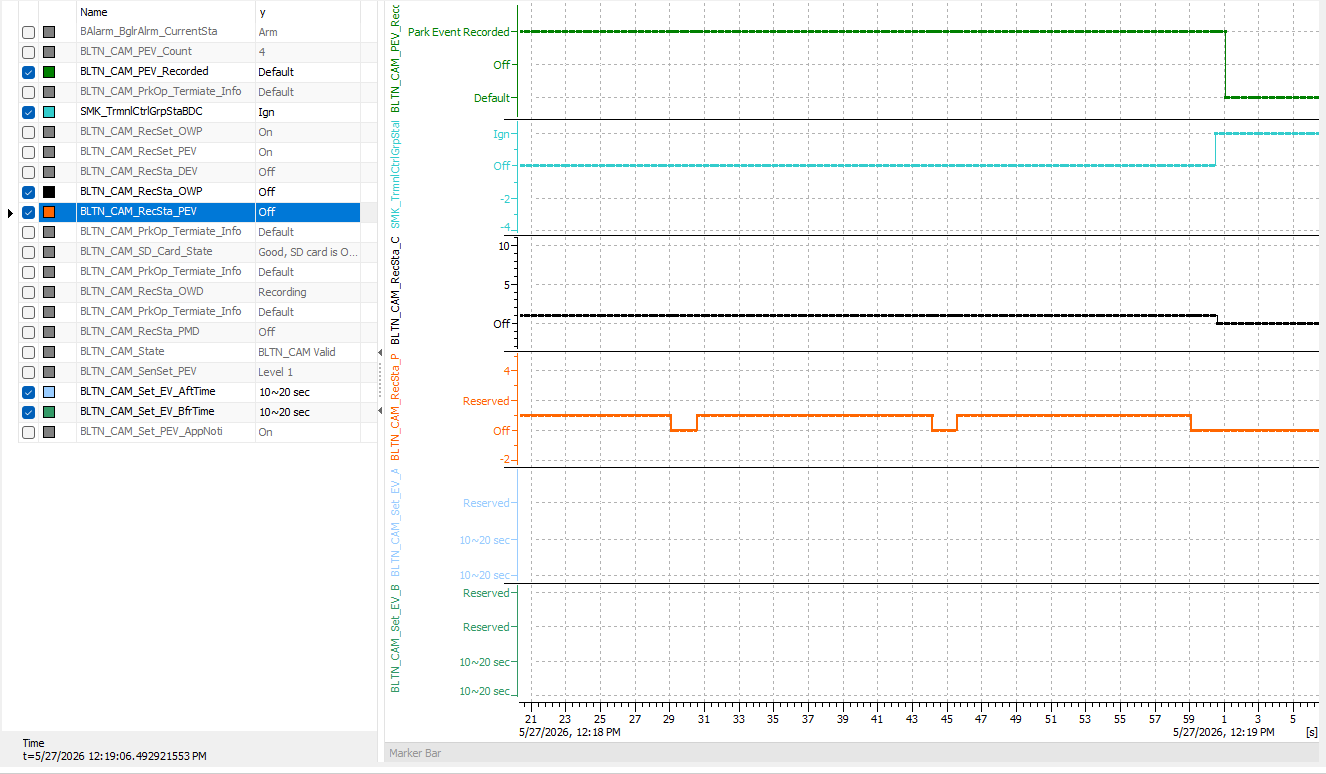 Name y
BAlarm_BglrAlrm_CurrentSta Arm
BLTN_CAM_PEV_Count 4
BLTN_CAM_PEV_Recorded Default
BLTN_CAM_PrkOp_Termiate_Info Default
SMK_TrmnlCtrlGrpStaBDC Ign
BLTN_CAM_RecSet_OWP On
BLTN_CAM_RecSet_PEV On
BLTN_CAM_RecSta_DEV Off
BLTN_CAM_RecSta_OWP Off
BLTN_CAM_RecSta_PEV Off
BLTN_CAM_PrkOp_Termiate_Info Default
BLTN_CAM_SD_Card_State Good, SD card is O...
BLTN_CAM_PrkOp_Termiate_Info Default
BLTN_CAM_RecSta_OWD Recording
BLTN_CAM_PrkOp_Termiate_Info Default
BLTN_CAM_RecSta_PMD Off
BLTN_CAM_State BLTN_CAM Valid
BLTN_CAM_SenSet_PEV Level 1
BLTN_CAM_Set_EV_AftTime 10~20 sec
BLTN_CAM_Set_EV_BfrTime 10~20 sec
BLTN_CAM_Set_PEV_AppNoti On
Time
t=5/27/2026 12:19:06.492921553 PM
BLTN_CAM_PEV_Reco
Park Event Recorded
Off
Default
SMK_TrmnlCtrlGrpStal
Ign
Off
-2
-4
BLTN_CAM_RecSta_C
10
5
Off
BLTN_CAM_RecSta_P
4
Reserved
Off
-2
BLTN_CAM_Set_EV_A
Reserved
10~20 sec
10~20 sec
BLTN_CAM_Set_EV_B
Reserved
Reserved
10~20 sec
10~20 sec
21 23 25 27 29 31 33 35 37 39 41 43 45 47 49 51 53 55 57 59 1 3 5
5/27/2026, 12:18 PM 5/27/2026, 12:19 PM [s]
Marker Bar